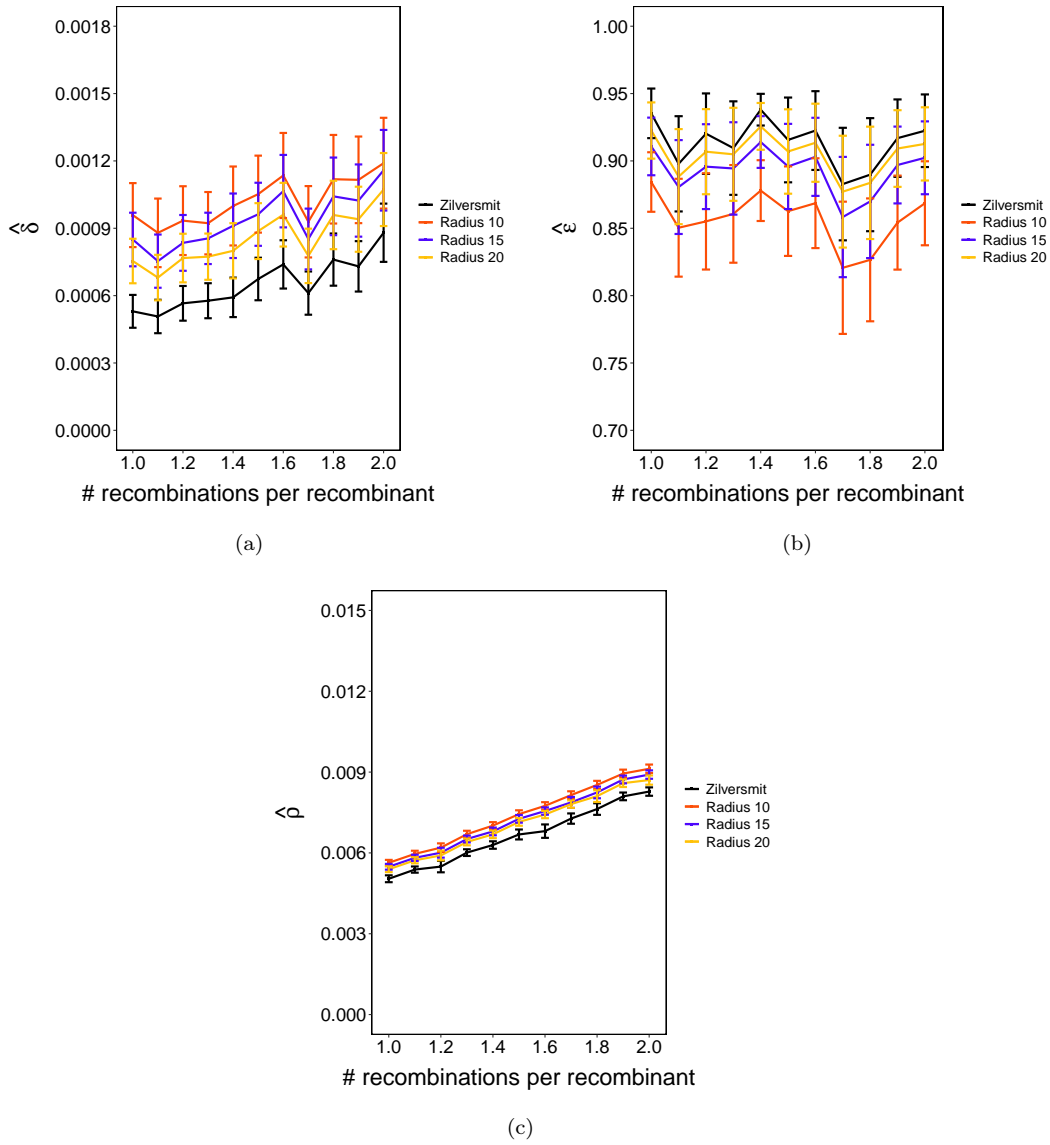 0.0018
0.0015
0.0012
0.0009
0.0006
0.0003
0.0000
δ̂
1.0 1.2 1.4 1.6 1.8 2.0
# recombinations per recombinant
Zilversmit
Radius 10
Radius 15
Radius 20
(a)
1.00
0.95
0.90
0.85
0.80
0.75
0.70
ε̂
1.0 1.2 1.4 1.6 1.8 2.0
# recombinations per recombinant
Zilversmit
Radius 10
Radius 15
Radius 20
(b)
0.015
0.012
0.009
0.006
0.003
0.000
ρ̂
1.0 1.2 1.4 1.6 1.8 2.0
# recombinations per recombinant
Zilversmit
Radius 10
Radius 15
Radius 20
(c)